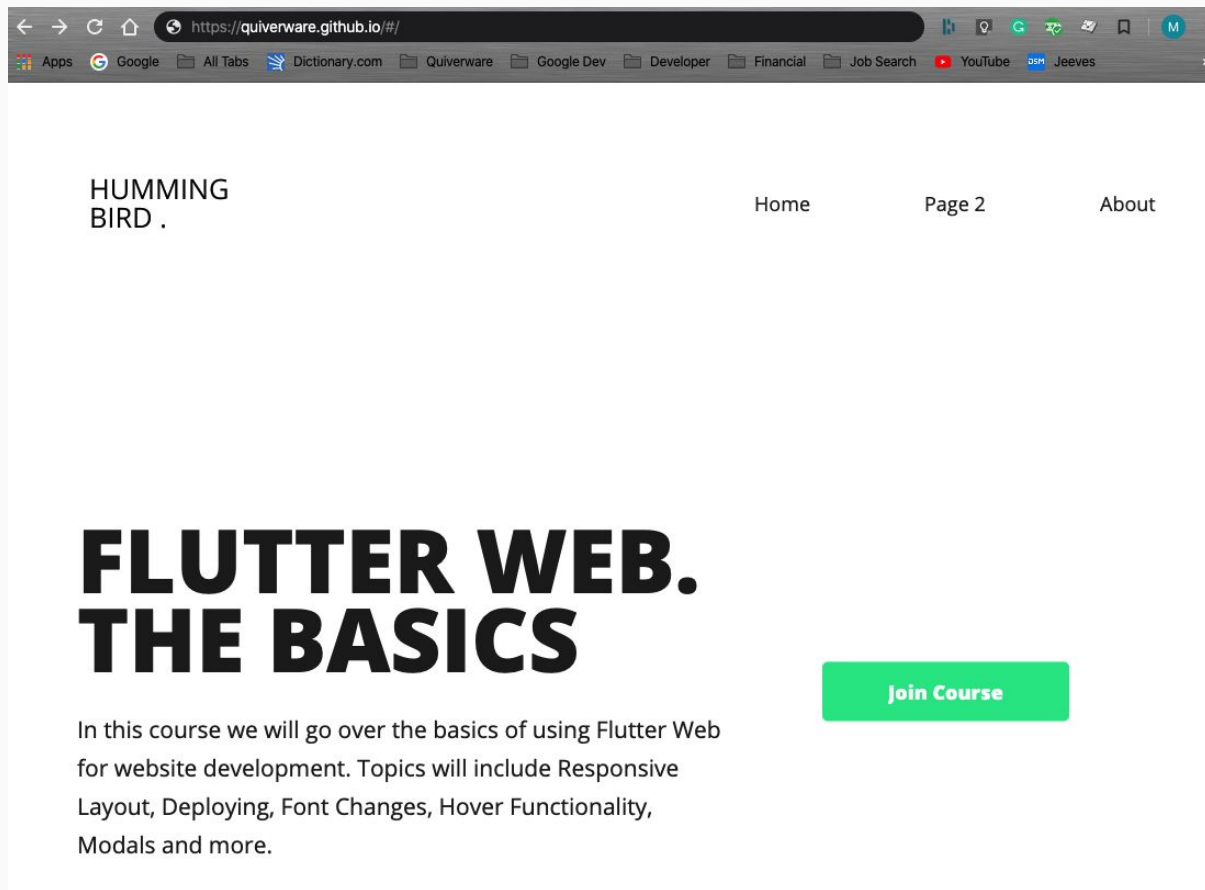 https://quiverware.github.io/#/
M
Apps Google All Tabs Dictionary.com Quiverware Google Dev Developer Financial Job Search YouTube DSM Jeeves
HUMMING
BIRD .
Home Page 2 About
FLUTTER WEB.
THE BASICS
Join Course
In this course we will go over the basics of using Flutter Web
for website development. Topics will include Responsive
Layout, Deploying, Font Changes, Hover Functionality,
Modals and more.